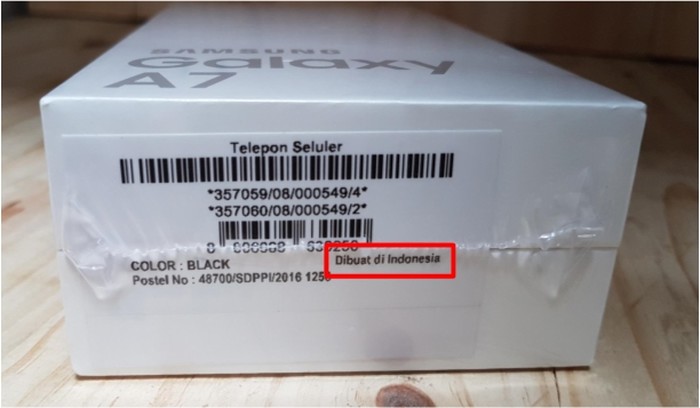 SAMSUNG
Galaxy
A7
Telepon Seluler
*357059/08/000549/4*
*357060/08/000549/2*
COLOR : BLACK
Dibuat di Indonesia
Postel No : 48700/SDPPI/2016 1256